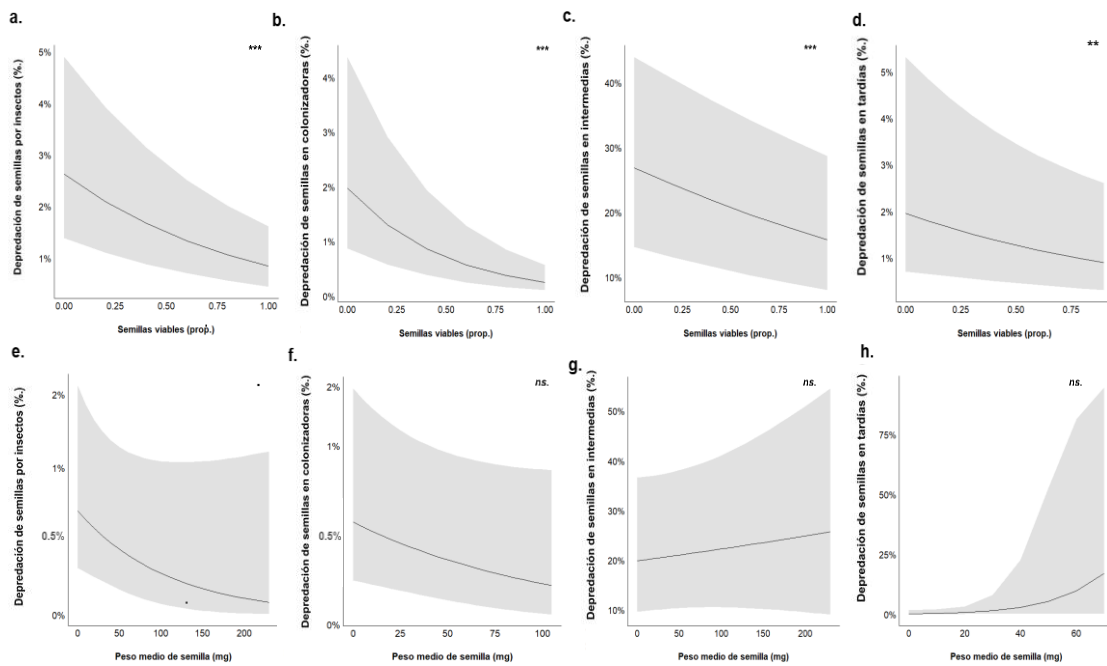 a.
Depredación de semillas por insectos (%.)
5%
4%
3%
2%
1%
***
0.00 0.25 0.50 0.75 1.00
Semillas viables (prop.)
b.
Depredación de semillas en colonizadoras (%.)
4%
3%
2%
1%
0%
***
0.00 0.25 0.50 0.75 1.00
Semillas viables (prop.)
c.
Depredación de semillas en intermedias (%.)
40%
30%
20%
10%
***
0.00 0.25 0.50 0.75 1.00
Semillas viables (prop.)
d.
Depredación de semillas en tardías (%.)
5%
4%
3%
2%
1%
**
0.00 0.25 0.50 0.75
Semillas viables (prop.)
e.
Depredación de semillas por insectos (%.)
2%
1%
0.5%
0%
.
0 50 100 150 200
Peso medio de semilla (mg)
f.
Depredación de semillas en colonizadoras (%.)
2%
1%
0.5%
0%
ns.
0 25 50 75 100
Peso medio de semilla (mg)
g.
Depredación de semillas en intermedias (%.)
50%
40%
30%
20%
10%
ns.
0 50 100 150 200
Peso medio de semilla (mg)
h.
Depredación de semillas en tardías (%.)
75%
50%
25%
0%
ns.
0 20 40 60
Peso medio de semilla (mg)